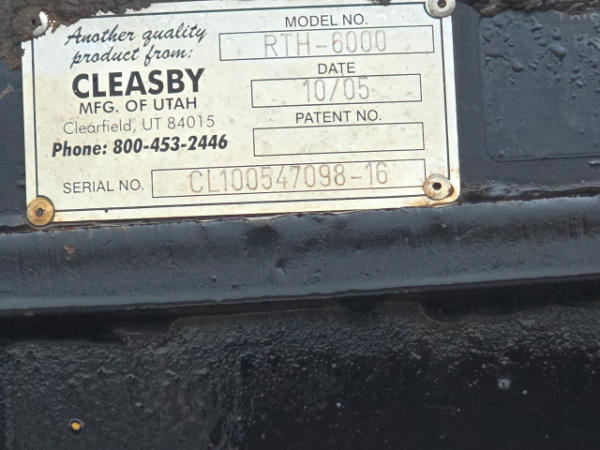 Another quality
product from:
CLEASBY
MFG. OF UTAH
Clearfield, UT 84015
Phone: 800-453-2446
MODEL NO.
RTH-6000
DATE
10/05
PATENT NO.
SERIAL NO. CL100547098-16